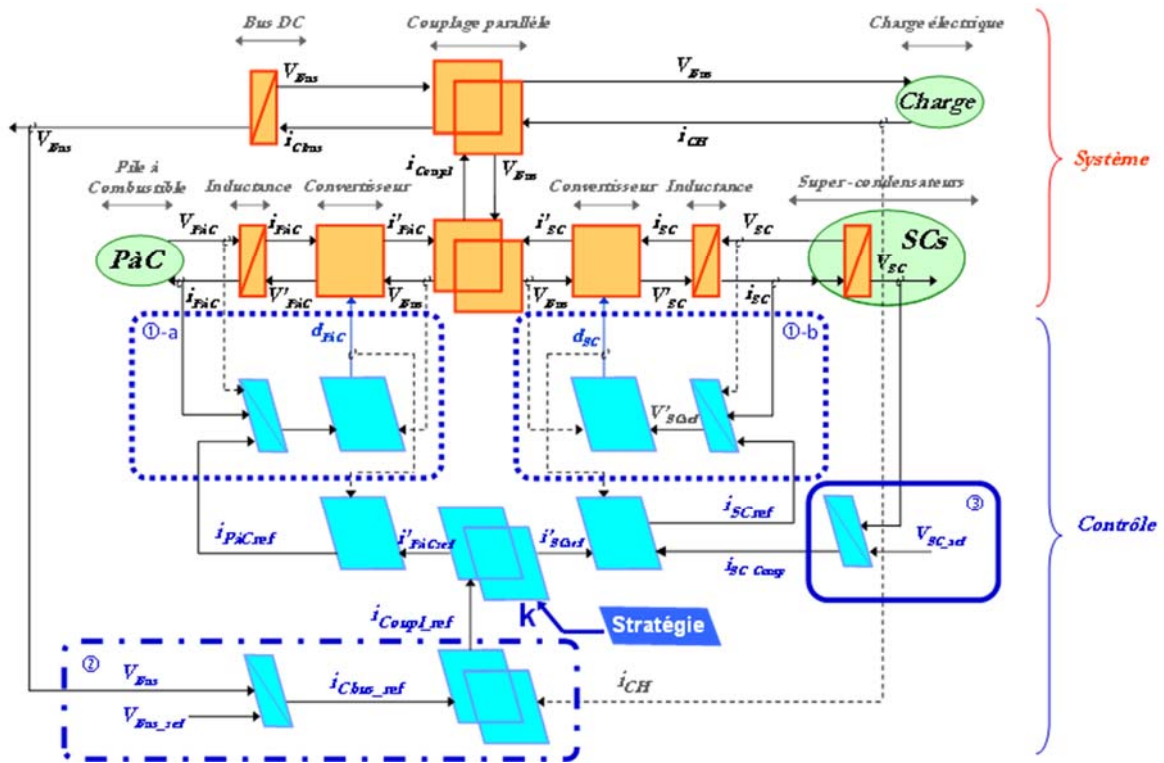 Bus DC
Couplage parallèle
Charge électrique
V_Bus
V_Bus
Charge
i_Cbus
i_CH
V_Bus
i_Coupl
V_Bus
Système
Pile à
Combustible
Inductance
Convertisseur
Convertisseur
Inductance
Super-condensateurs
V_PàC
i_PàC
i'_PàC
i'_SC
i_SC
V_SC
SCs
PàC
V_SC
i_PàC
V'_PàC
V_Bus
V_Bus
V'_SC
i_SC
①-a
d_PàC
d_SC
①-b
V'_SCref
③
i_PàCref
i'_PàCref
i'_SCref
i_SCref
V_SC_ref
Contrôle
i_SC Comp
k
Stratégie
i_Coupl_ref
②
V_Bus
i_Cbus_ref
i_CH
V_Bus_ref